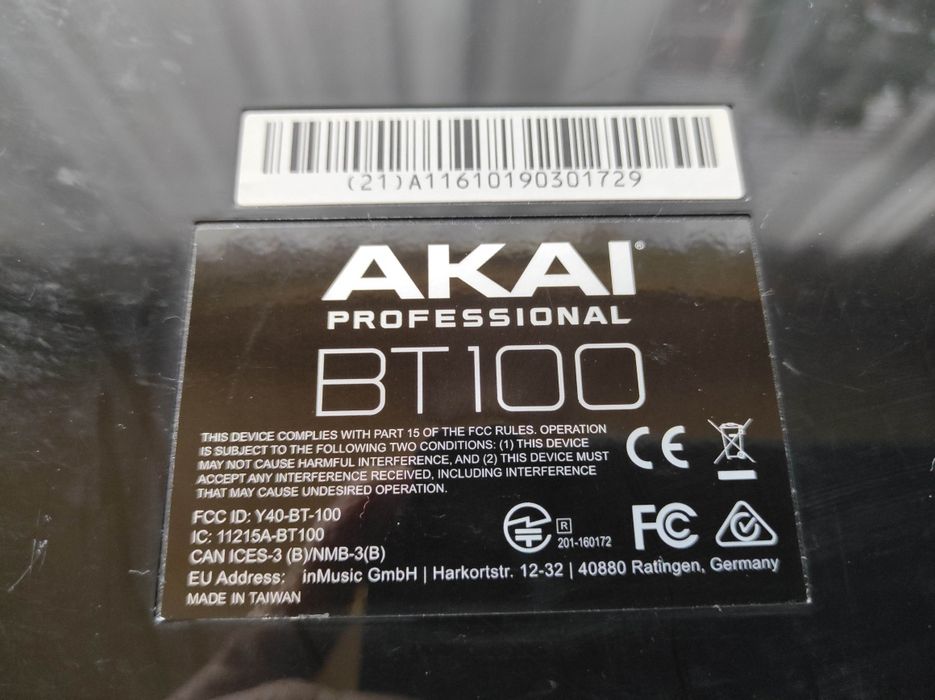 (21)A11610190301729
AKAI®
PROFESSIONAL
BT100
THIS DEVICE COMPLIES WITH PART 15 OF THE FCC RULES. OPERATION
IS SUBJECT TO THE FOLLOWING TWO CONDITIONS: (1) THIS DEVICE
MAY NOT CAUSE HARMFUL INTERFERENCE, AND (2) THIS DEVICE MUST
ACCEPT ANY INTERFERENCE RECEIVED, INCLUDING INTERFERENCE
THAT MAY CAUSE UNDESIRED OPERATION.
CE
FCC ID: Y40-BT-100
IC: 11215A-BT100
CAN ICES-3 (B)/NMB-3(B)
R
201-160172
FC
EU Address: inMusic GmbH | Harkortstr. 12-32 | 40880 Ratingen, Germany
MADE IN TAIWAN